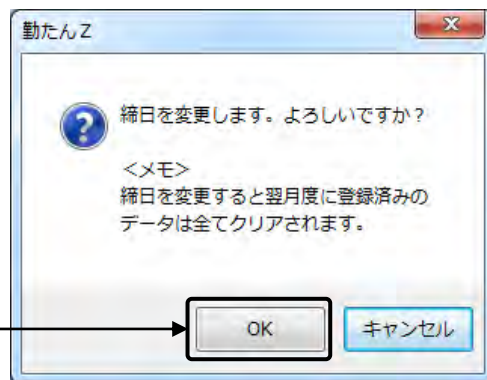 勤たんZ
締日を変更します。よろしいですか？
<メモ>
締日を変更すると翌月度に登録済みの
データは全てクリアされます。
OK
キャンセル